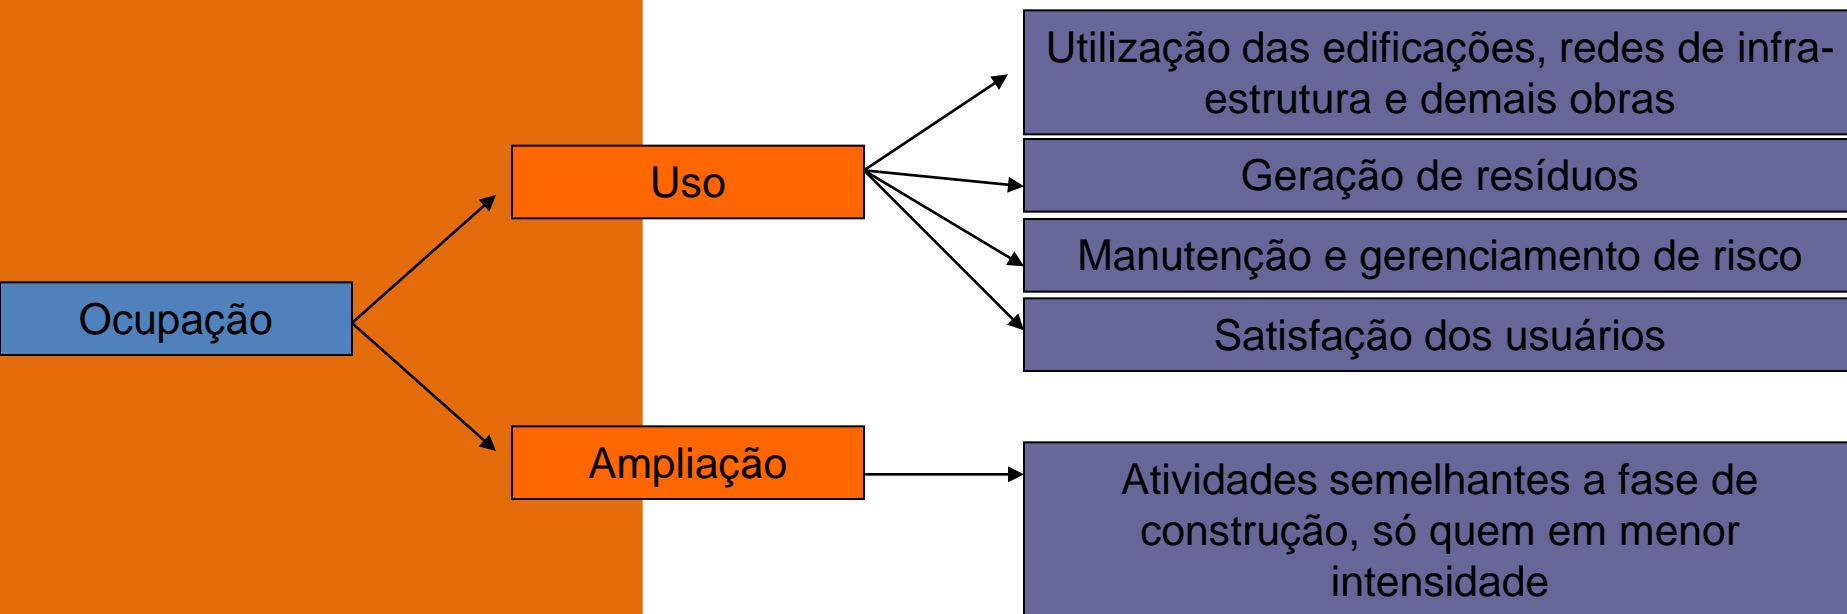 Utilização das edificações, redes de infra-
estrutura e demais obras
Uso
Geração de resíduos
Manutenção e gerenciamento de risco
Ocupação
Satisfação dos usuários
Ampliação
Atividades semelhantes a fase de
construção, só quem em menor
intensidade